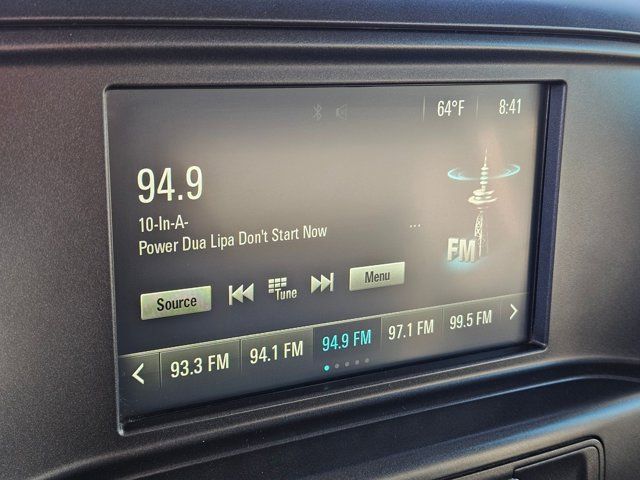 64°F 8:41
94.9
10-In-A-
Power Dua Lipa Don't Start Now
...
FM
Source
Tune
Menu
93.3 FM 94.1 FM 94.9 FM 97.1 FM 99.5 FM